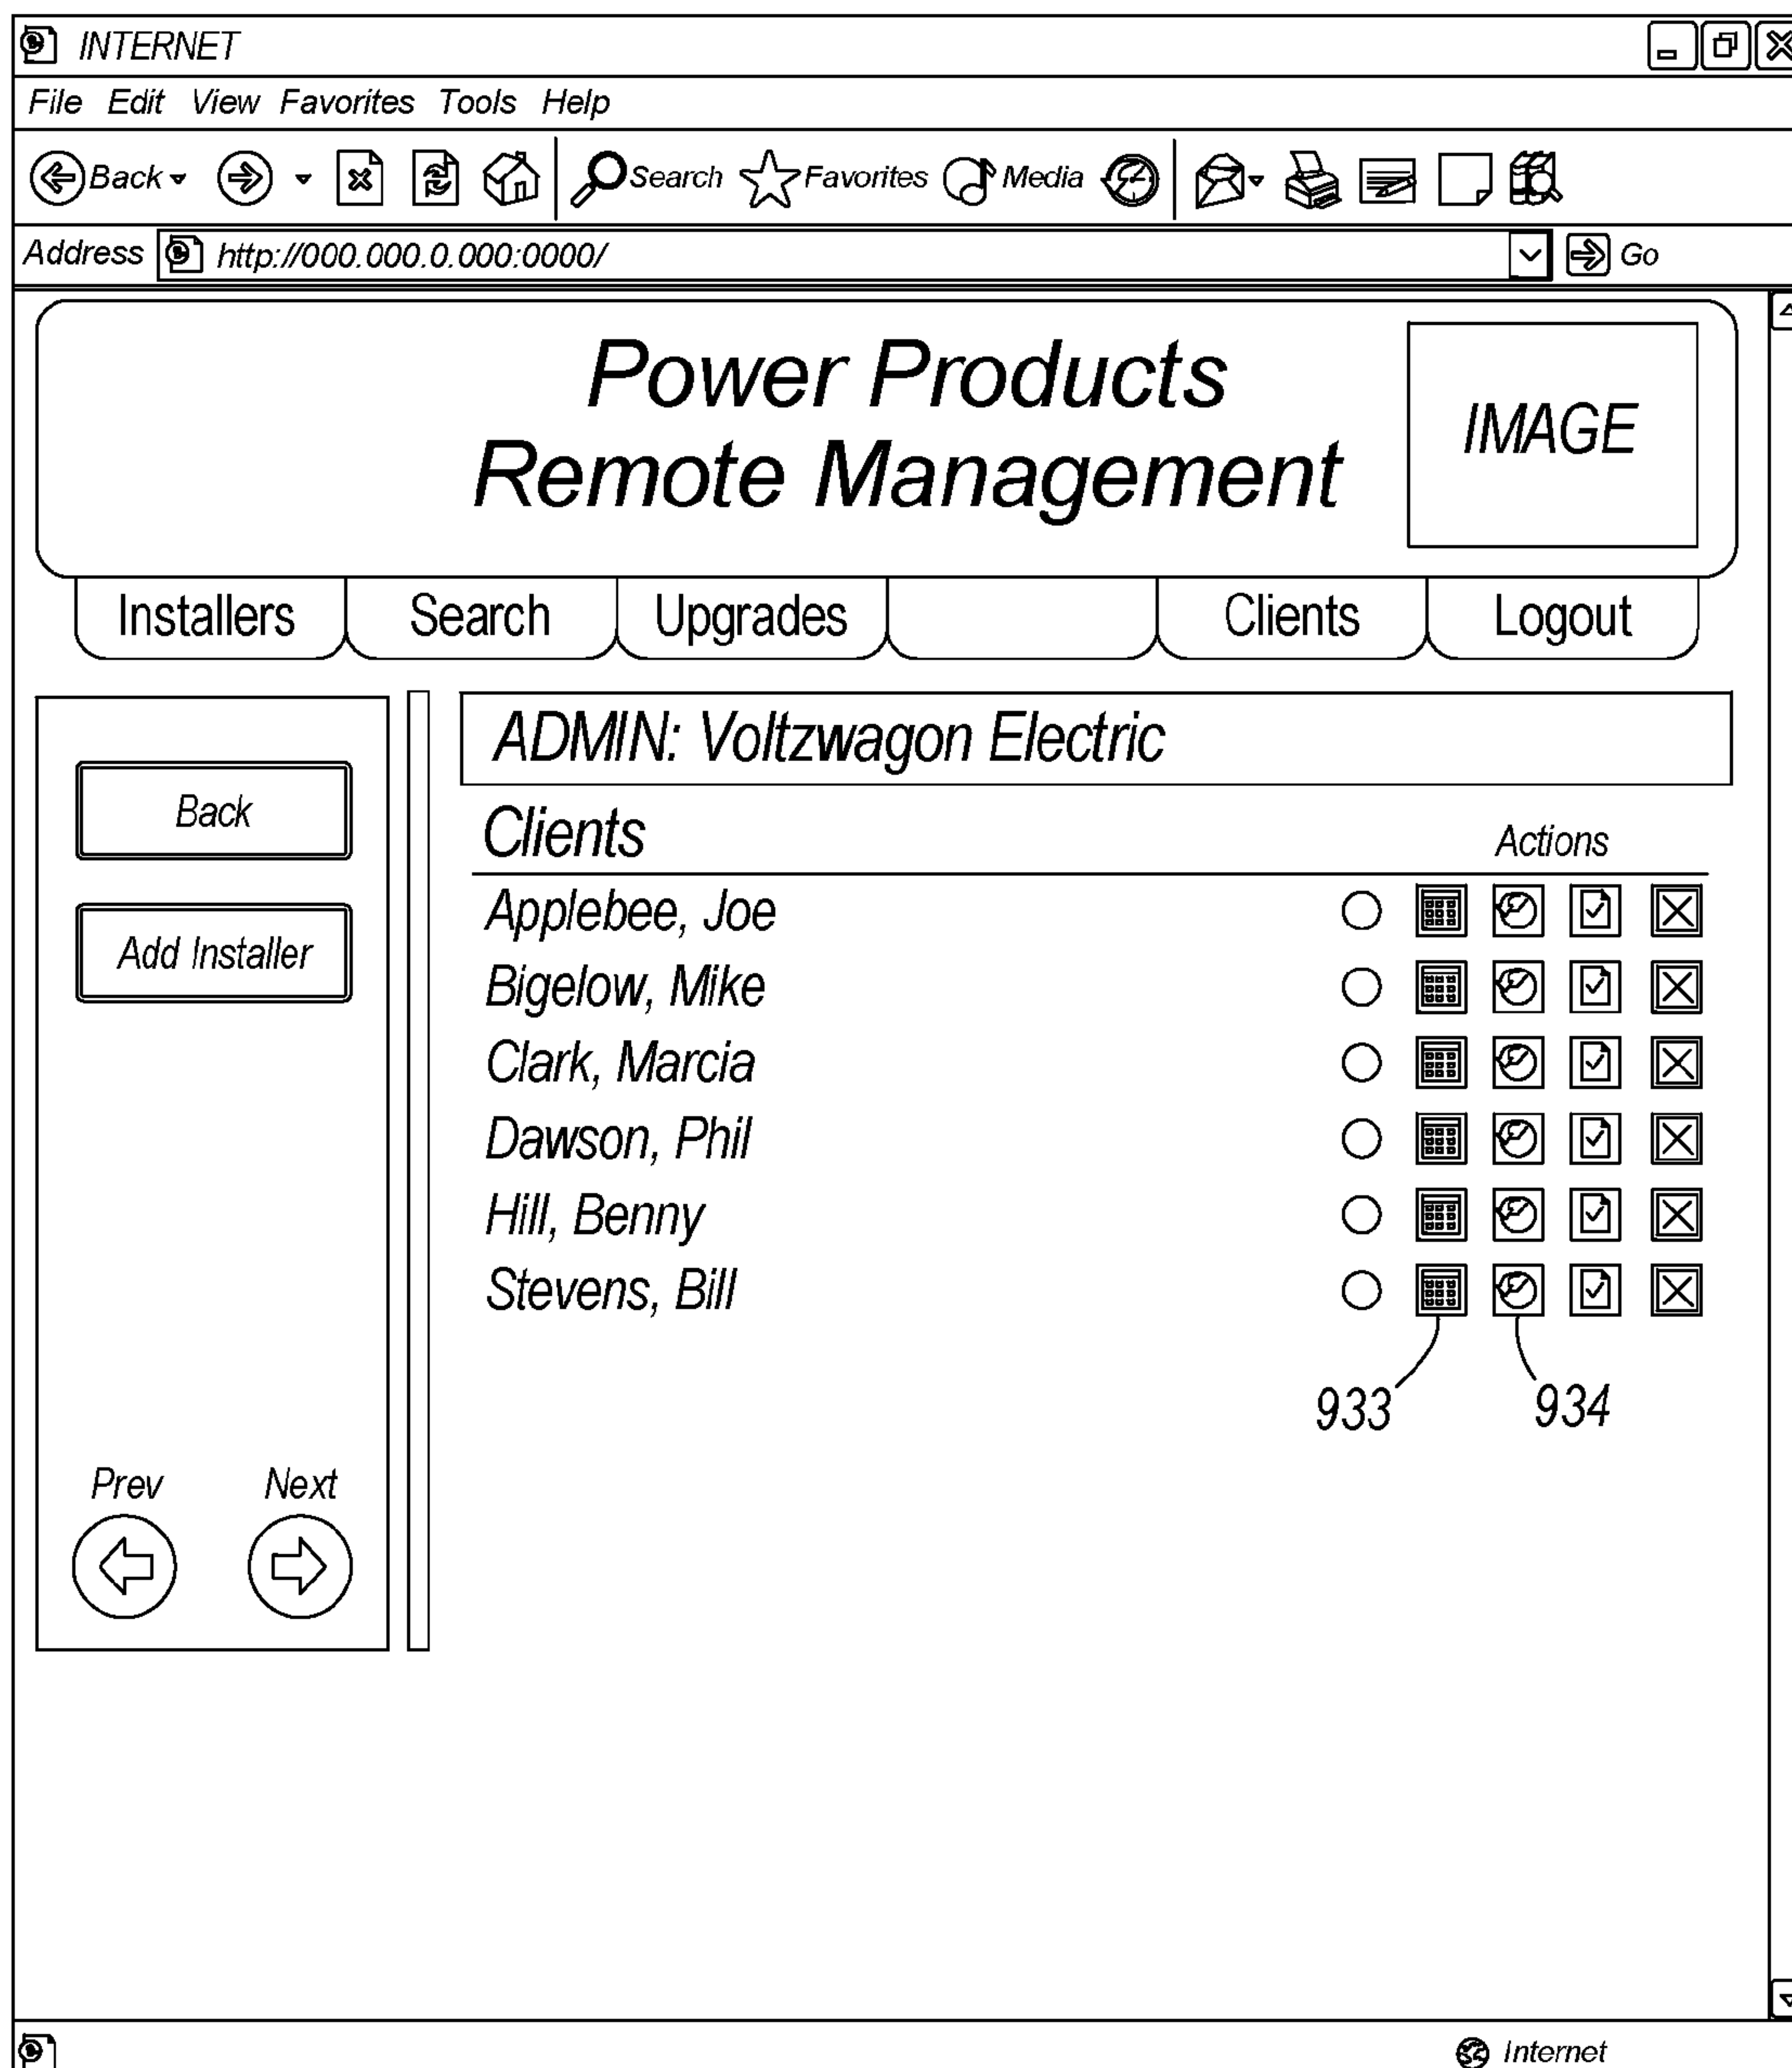 INTERNET
File Edit View Favorites Tools Help
Back Search Favorites Media
Address http://000.000.0.000:0000/ Go
Power Products
Remote Management
IMAGE
Installers Search Upgrades Clients Logout
ADMIN: Voltzwagon Electric
Back
Add Installer
Clients Actions
Applebee, Joe
Bigelow, Mike
Clark, Marcia
Dawson, Phil
Hill, Benny
Stevens, Bill
933 934
Prev Next
Internet